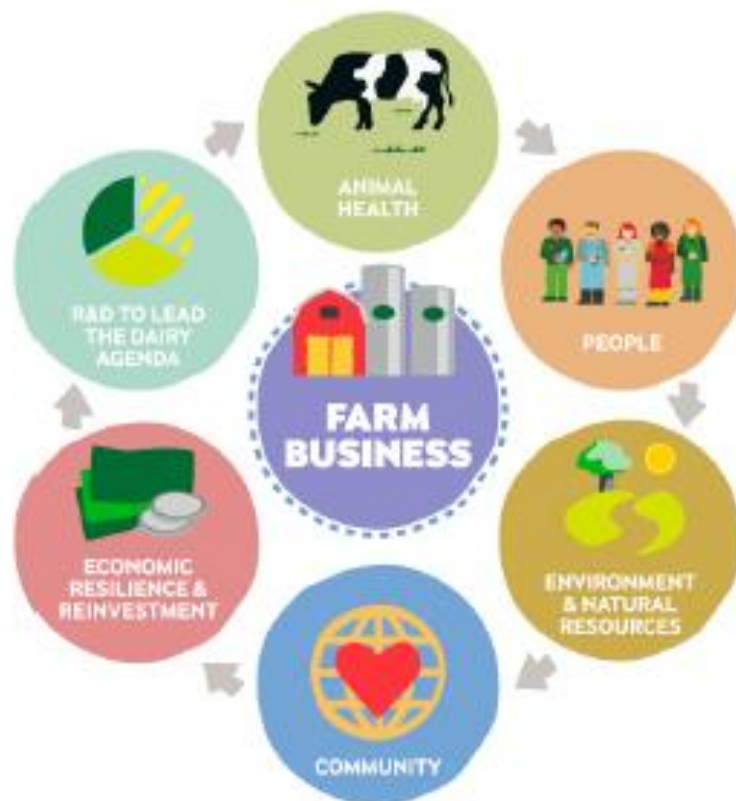 ANIMAL
HEALTH
PEOPLE
ENVIRONMENT
& NATURAL
RESOURCES
COMMUNITY
ECONOMIC
RESILIENCE &
REINVESTMENT
R&D TO LEAD
THE DAIRY
AGENDA
FARM
BUSINESS